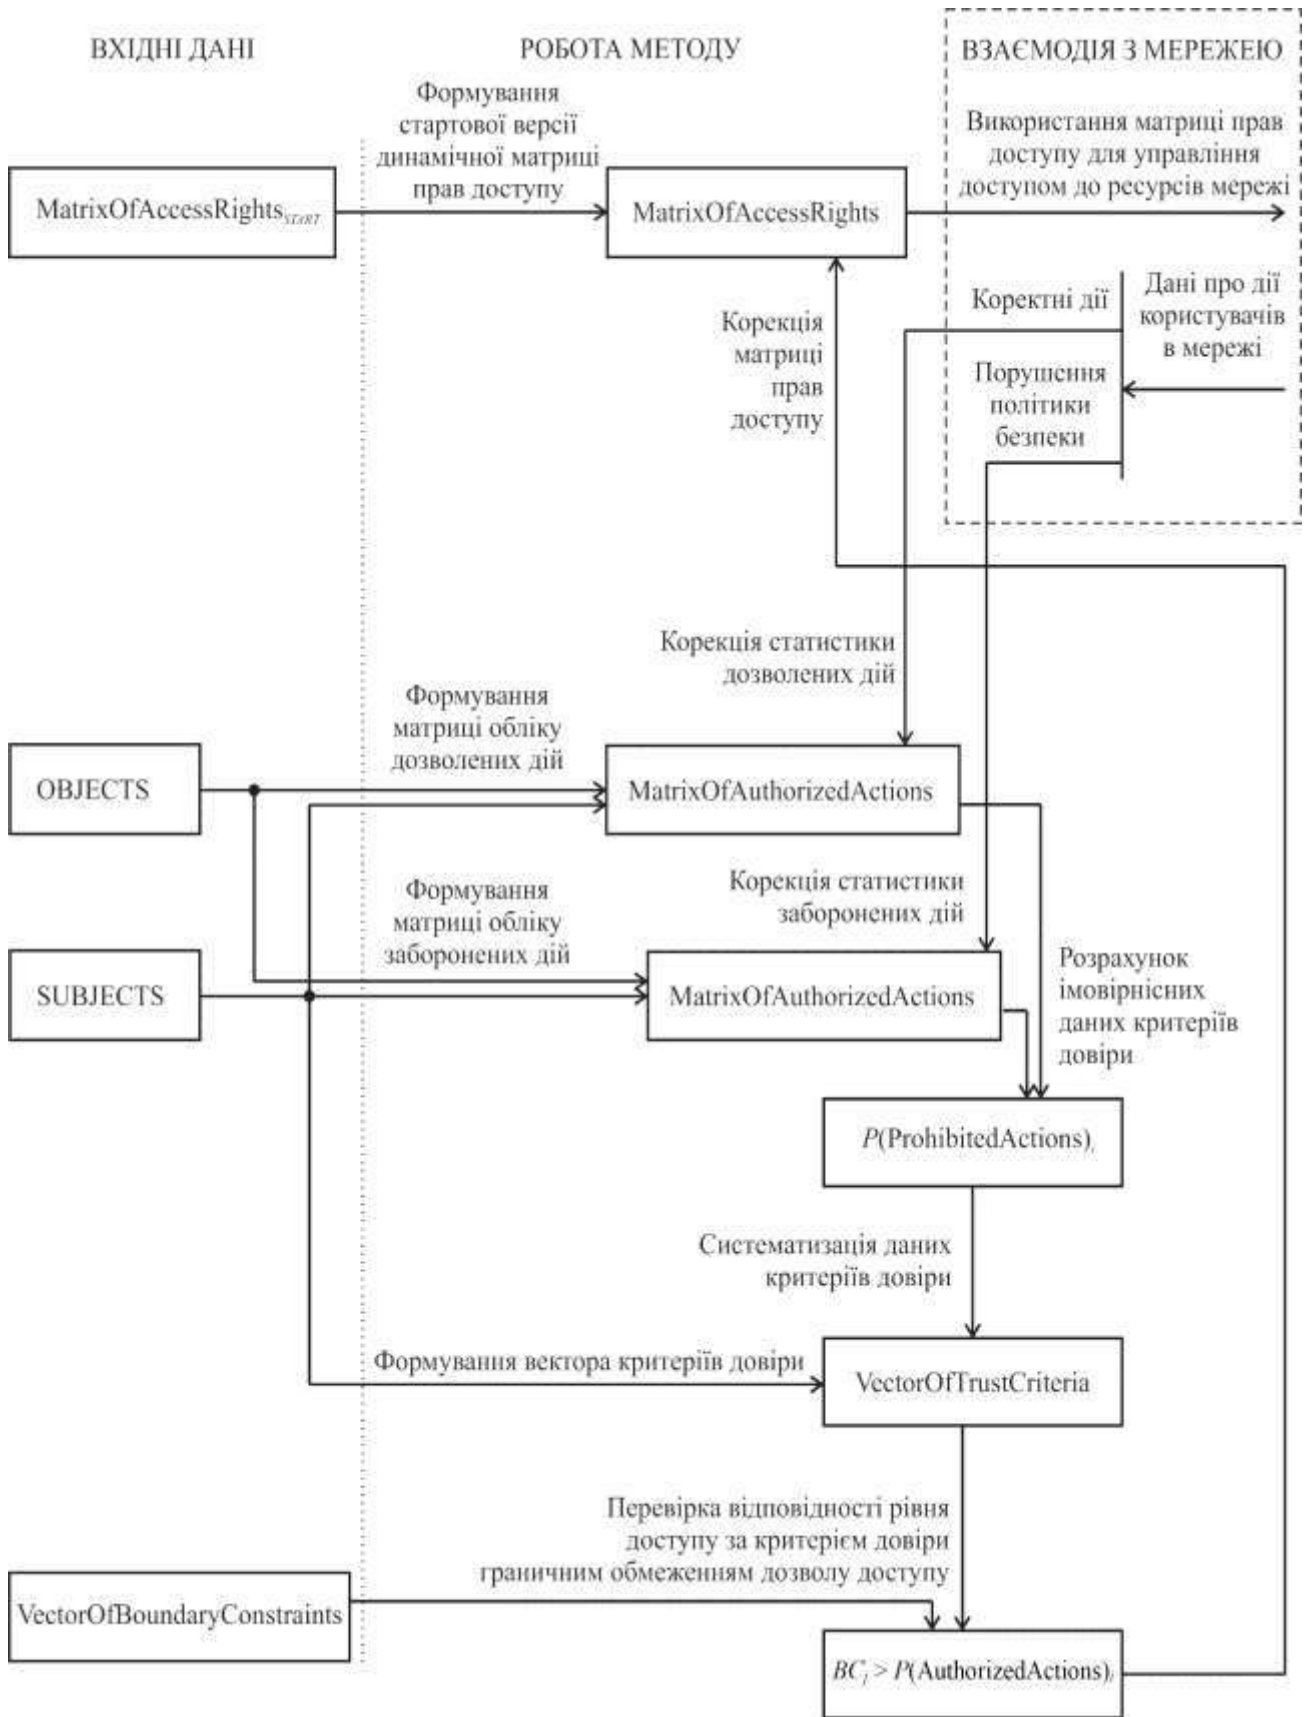 ВХІДНІ ДАНІ
РОБОТА МЕТОДУ
ВЗАЄМОДІЯ З МЕРЕЖЕЮ
Формування
стартової версії
динамічної матриці
прав доступу
Використання матриці прав
доступу для управління
доступом до ресурсів мережі
MatrixOfAccessRights START
MatrixOfAccessRights
Корекція
матриці
прав
доступу
Коректні дії
Дані про дії
користувачів
в мережі
Порушення
політики
безпеки
Корекція статистики
дозволених дій
Формування
матриці обліку
дозволених дій
OBJECTS
MatrixOfAuthorizedActions
Формування
матриці обліку
заборонених дій
Корекція статистики
заборонених дій
SUBJECTS
MatrixOfAuthorizedActions
Розрахунок
імовірнісних
даних критеріїв
довіри
P(ProhibitedActions)i
Систематизація даних
критеріїв довіри
Формування вектора критеріїв довіри
VectorOfTrustCriteria
Перевірка відповідності рівня
доступу за критерієм довіри
граничним обмеженням дозволу доступу
VectorOfBoundaryConstraints
BCj > P(AuthorizedActions)i